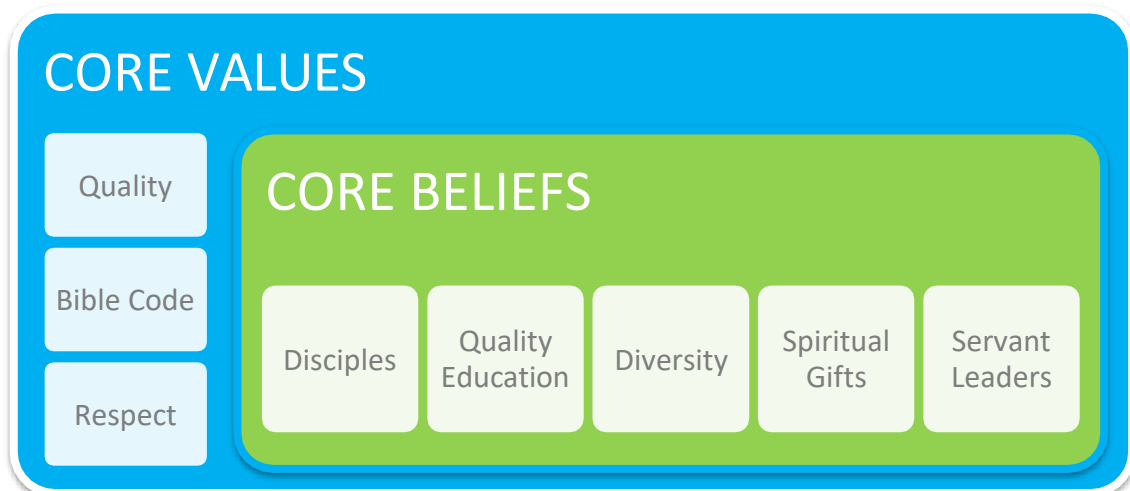 CORE VALUES
Quality
Bible Code
Respect
CORE BELIEFS
Disciples
Quality
Education
Diversity
Spiritual
Gifts
Servant
Leaders